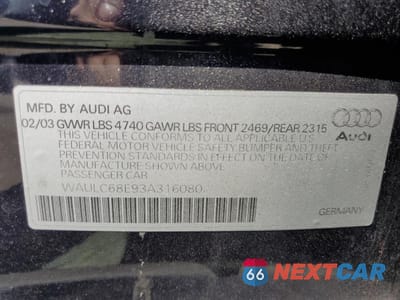 MFD. BY AUDI AG
02/03 GVWR LBS 4740 GAWR LBS FRONT 2469/REAR 2315
THIS VEHICLE CONFORMS TO ALL APPLICABLE
FEDERAL MOTOR VEHICLE SAFETY BUMPER AND THEFT
PREVENTION STANDARDS IN EFFECT ON THE DATE
OF MANUFACTURE SHOWN ABOVE
PASSENGER CAR
WAULC68E93A316080
Audi
GERMANY
66 NEXTCAR